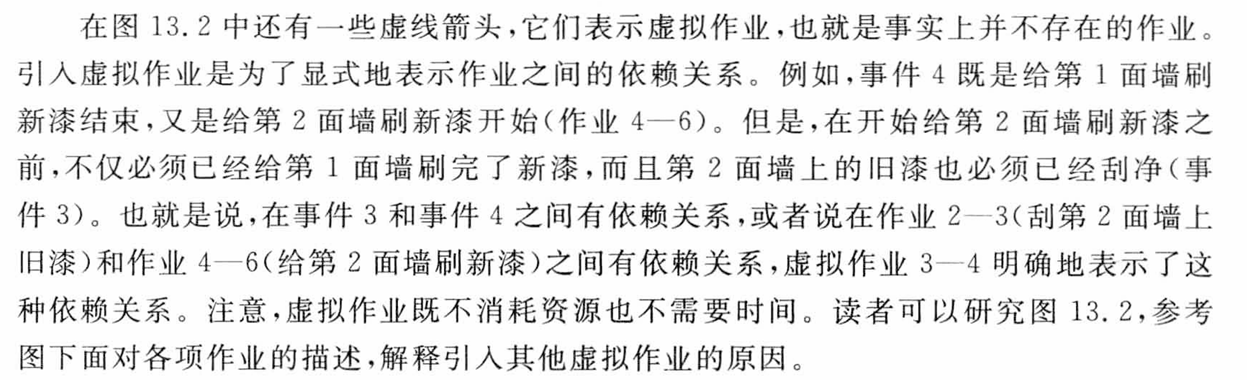 在图 13.2 中还有一些虚线箭头,它们表示虚拟作业,也就是事实上并不存在的作业。
引入虚拟作业是为了显式地表示作业之间的依赖关系。例如,事件 4 既是给第 1 面墙刷
新漆结束,又是给第 2 面墙刷新漆开始(作业 4—6)。但是,在开始给第 2 面墙刷新漆之
前,不仅必须已经给第 1 面墙刷完了新漆,而且第 2 面墙上的旧漆也必须已经刮净(事
件 3)。也就是说,在事件 3 和事件 4 之间有依赖关系,或者说在作业 2—3(刮第 2 面墙上
旧漆)和作业 4—6(给第 2 面墙刷新漆)之间有依赖关系,虚拟作业 3—4 明确地表示了这
种依赖关系。注意,虚拟作业既不消耗资源也不需要时间。读者可以研究图 13.2,参考
图下面对各项作业的描述,解释引入其他虚拟作业的原因。